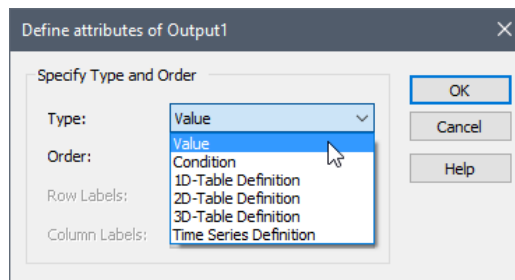 Define attributes of Output1
Specify Type and Order
OK
Type:
Value
Cancel
Value
Order:
Condition
Help
1D-Table Definition
Row Labels:
2D-Table Definition
3D-Table Definition
Column Labels:
Time Series Definition